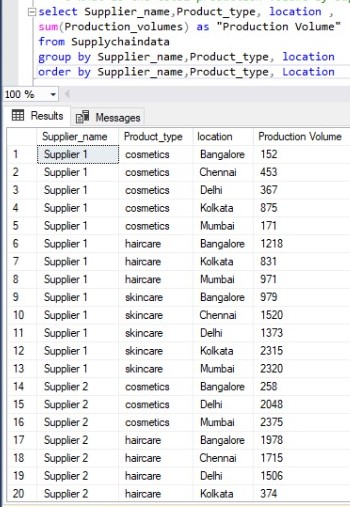 select Supplier_name,Product_type, location ,
sum(Production_volumes) as "Production Volume"
from Supplychaindata
group by Supplier_name,Product_type, location
order by Supplier_name,Product_type, Location
100 %
Results Messages
Supplier_name Product_type location Production Volume
1 Supplier 1 cosmetics Bangalore 152
2 Supplier 1 cosmetics Chennai 453
3 Supplier 1 cosmetics Delhi 367
4 Supplier 1 cosmetics Kolkata 875
5 Supplier 1 cosmetics Mumbai 171
6 Supplier 1 haircare Bangalore 1218
7 Supplier 1 haircare Kolkata 831
8 Supplier 1 haircare Mumbai 971
9 Supplier 1 skincare Bangalore 979
10 Supplier 1 skincare Chennai 1520
11 Supplier 1 skincare Delhi 1373
12 Supplier 1 skincare Kolkata 2315
13 Supplier 1 skincare Mumbai 2320
14 Supplier 2 cosmetics Bangalore 258
15 Supplier 2 cosmetics Delhi 2048
16 Supplier 2 cosmetics Mumbai 2375
17 Supplier 2 haircare Bangalore 1978
18 Supplier 2 haircare Chennai 1715
19 Supplier 2 haircare Delhi 1506
20 Supplier 2 haircare Kolkata 374